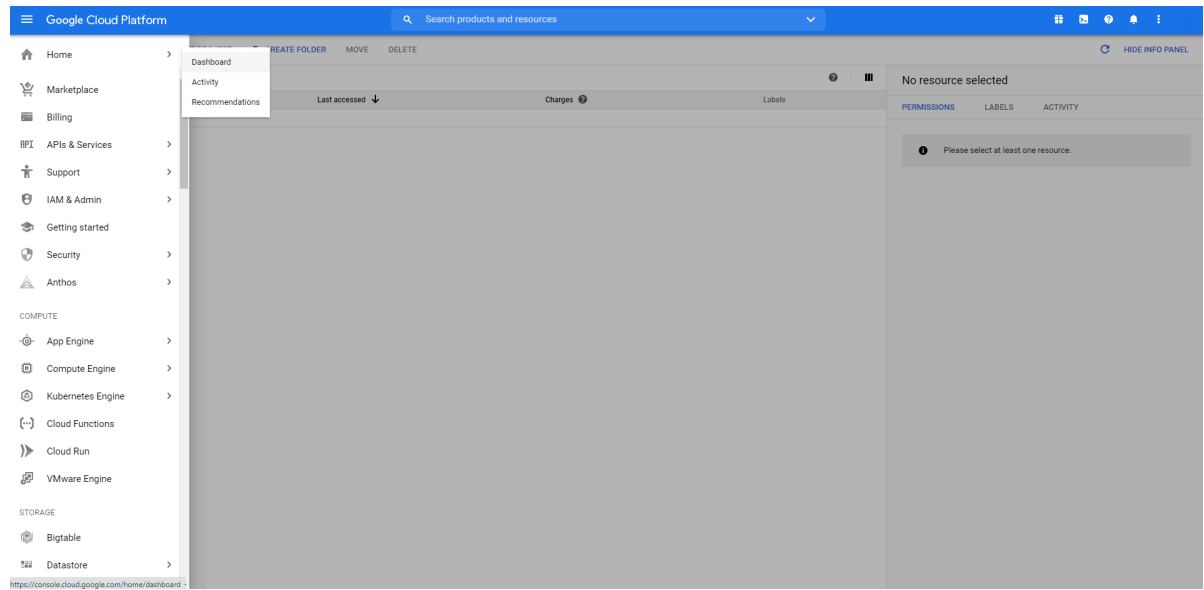 Google Cloud Platform
Search products and resources
Home
Dashboard
Activity
Recommendations
CREATE FOLDER
MOVE
DELETE
HIDE INFO PANEL
Marketplace
Billing
API APIs & Services
Support
IAM & Admin
Getting started
Security
Anthos
COMPUTE
App Engine
Compute Engine
Kubernetes Engine
Cloud Functions
Cloud Run
VMware Engine
STORAGE
Bigtable
Datastore
https://console.cloud.google.com/home/dashboard
Last accessed
Charges
Labels
No resource selected
PERMISSIONS
LABELS
ACTIVITY
Please select at least one resource.